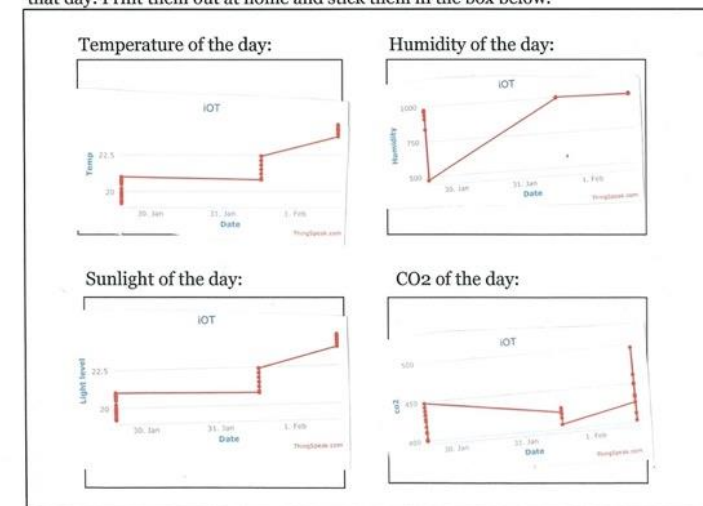 that day. Print them out at home and stick them in the box below.
Temperature of the day:
iOT
Temp
22.5
20
30. Jan
31. Jan
1. Feb
Date
ThingSpeak.com
Humidity of the day:
iOT
Humidity
1000
750
500
30. Jan
31. Jan
1. Feb
Date
ThingSpeak.com
Sunlight of the day:
iOT
Light level
22.5
20
30. Jan
31. Jan
1. Feb
Date
ThingSpeak.com
CO2 of the day:
iOT
co2
500
450
400
30. Jan
31. Jan
1. Feb
Date
ThingSpeak.com